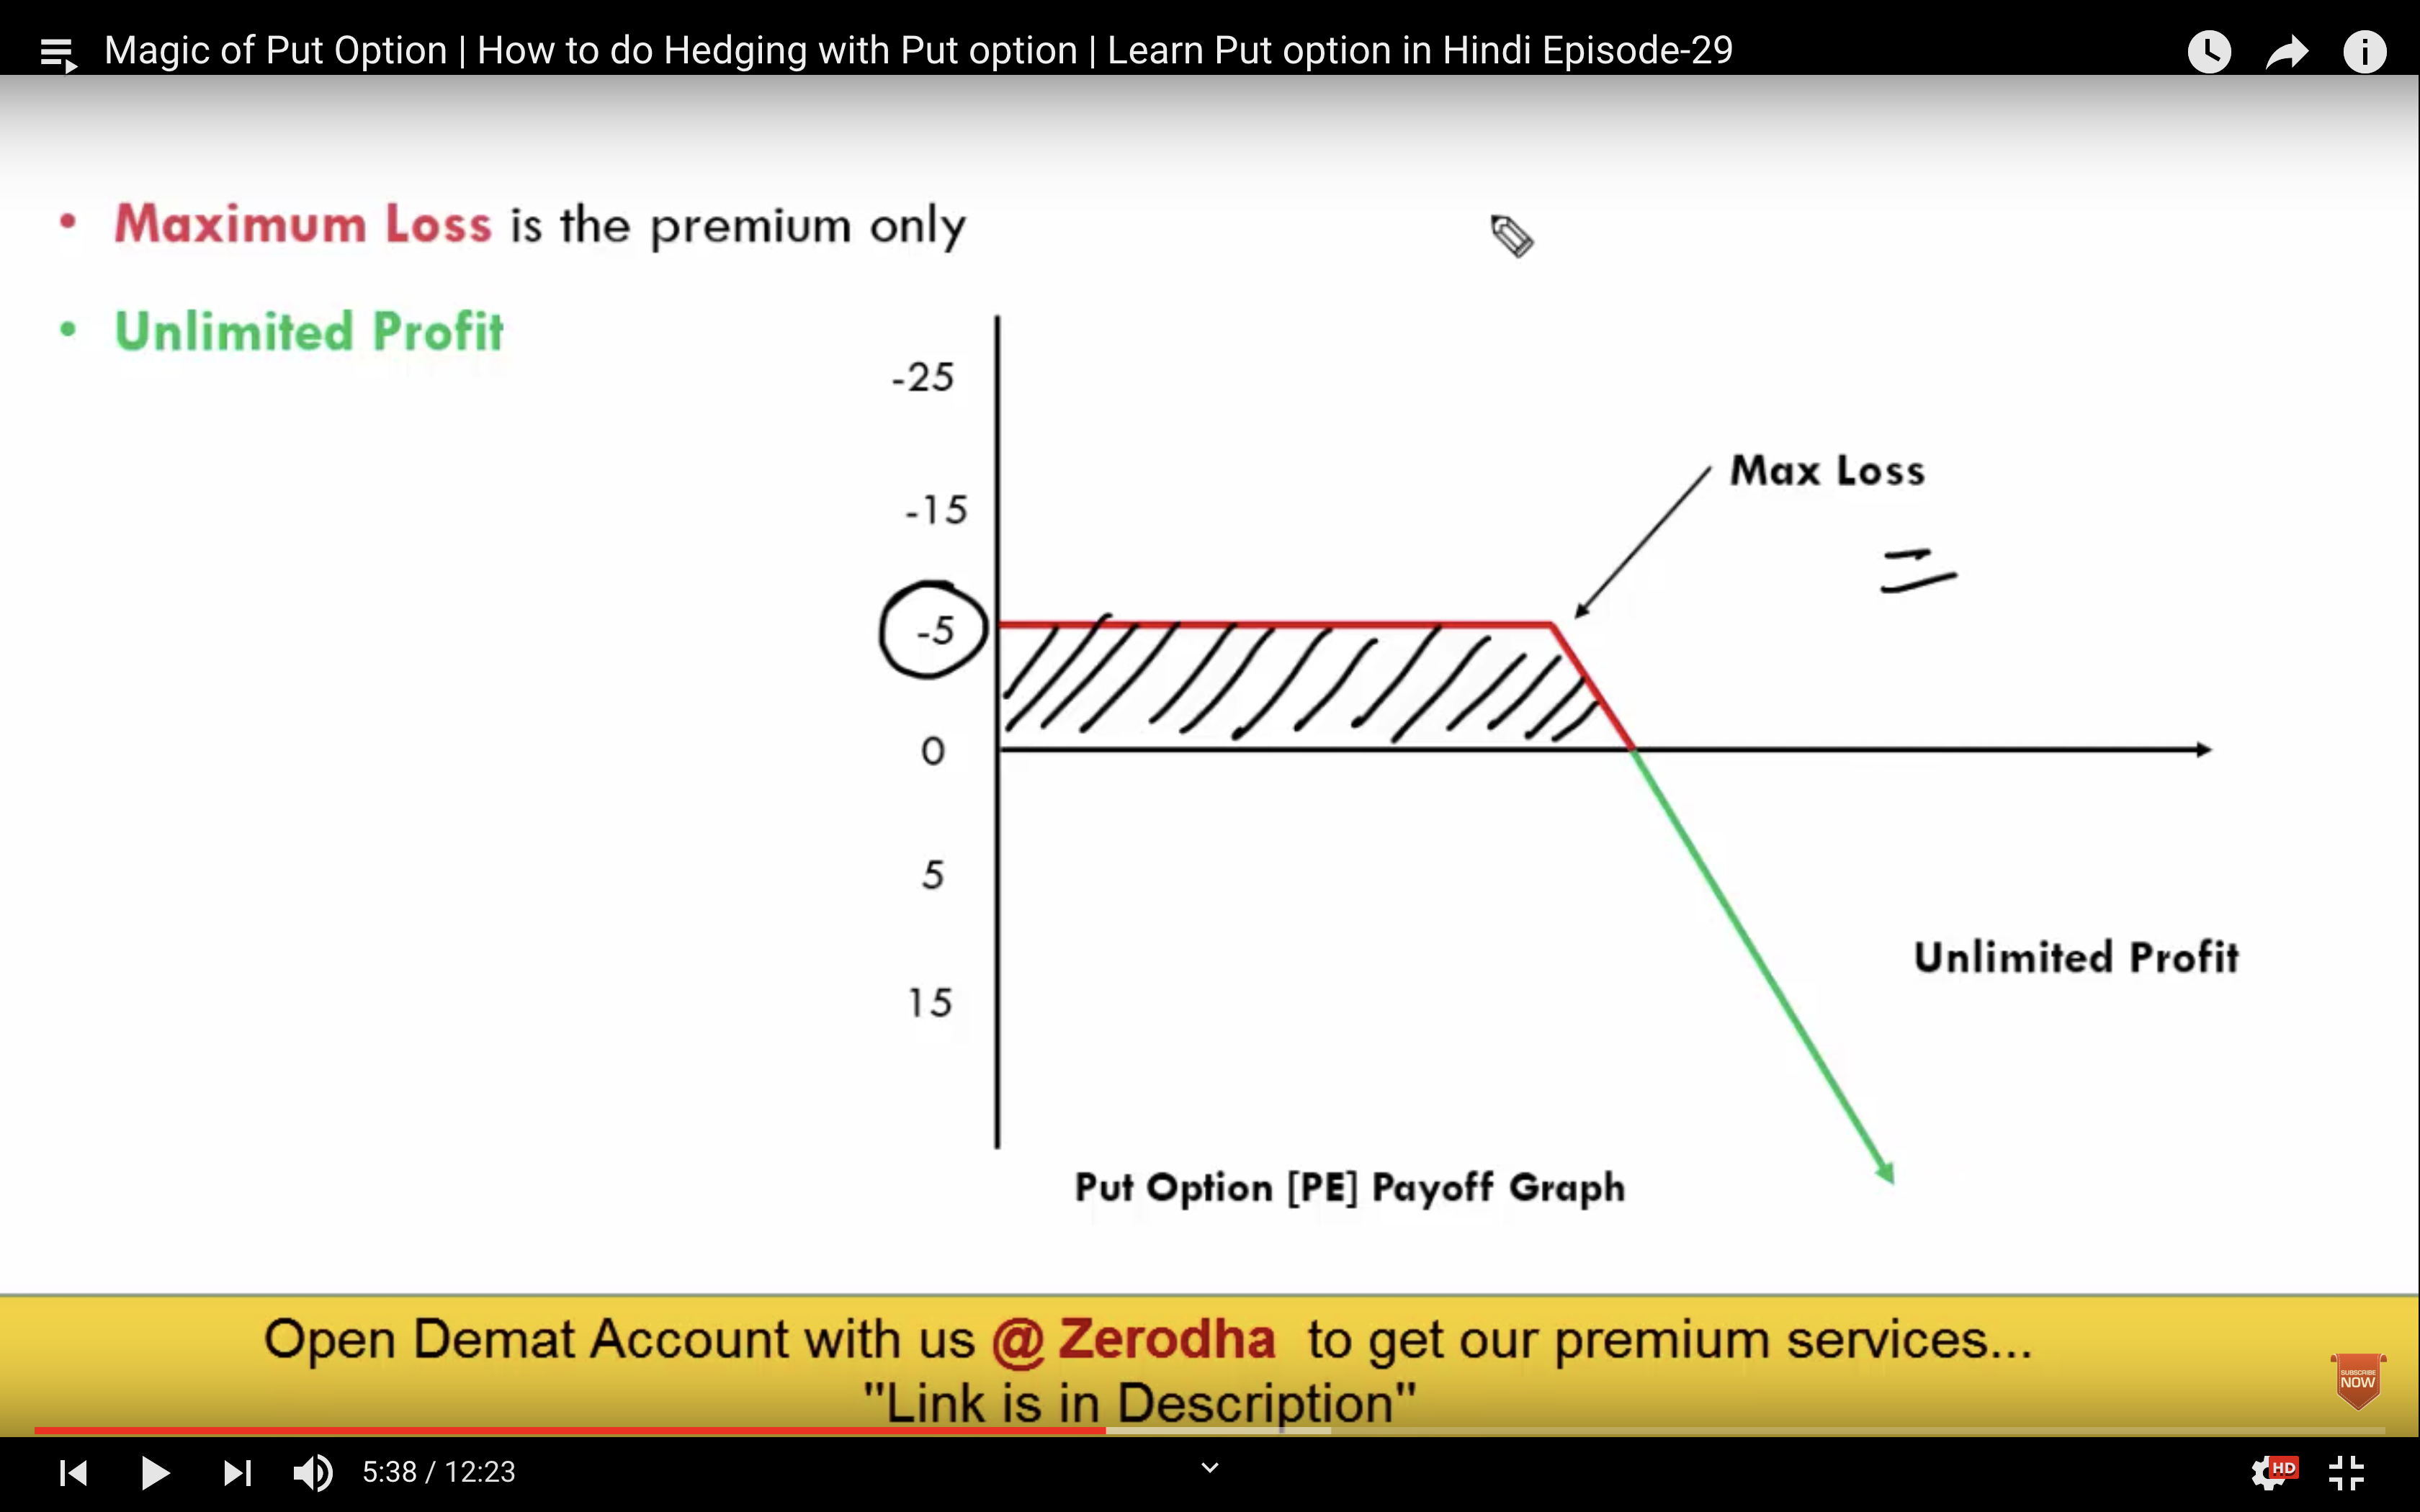 Magic of Put Option | How to do Hedging with Put option | Learn Put option in Hindi Episode-29
• Maximum Loss is the premium only
• Unlimited Profit
-25
-15
Max Loss
-5
0
5
Unlimited Profit
15
Put Option [PE] Payoff Graph
Open Demat Account with us @ Zerodha to get our premium services...
"Link is in Description"
SUBSCRIBE
NOW
5:38 / 12:23
HD